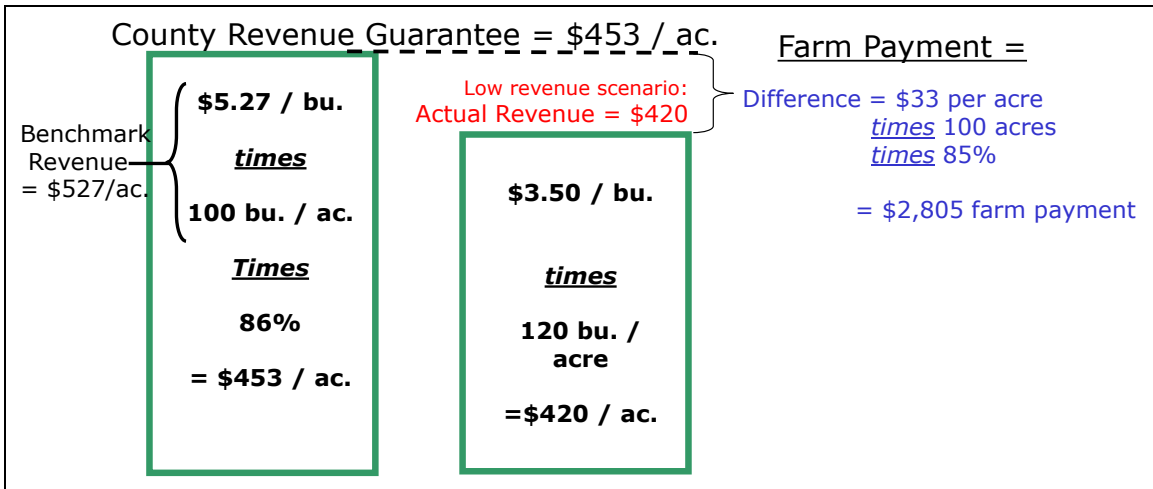 County Revenue Guarantee = $453 / ac.
Benchmark
Revenue
= $527/ac.
$5.27 / bu.
times
100 bu. / ac.
Times
86%
= $453 / ac.
Low revenue scenario:
Actual Revenue = $420
$3.50 / bu.
times
120 bu. /
acre
=$420 / ac.
Farm Payment =
Difference = $33 per acre
times 100 acres
times 85%
= $2,805 farm payment